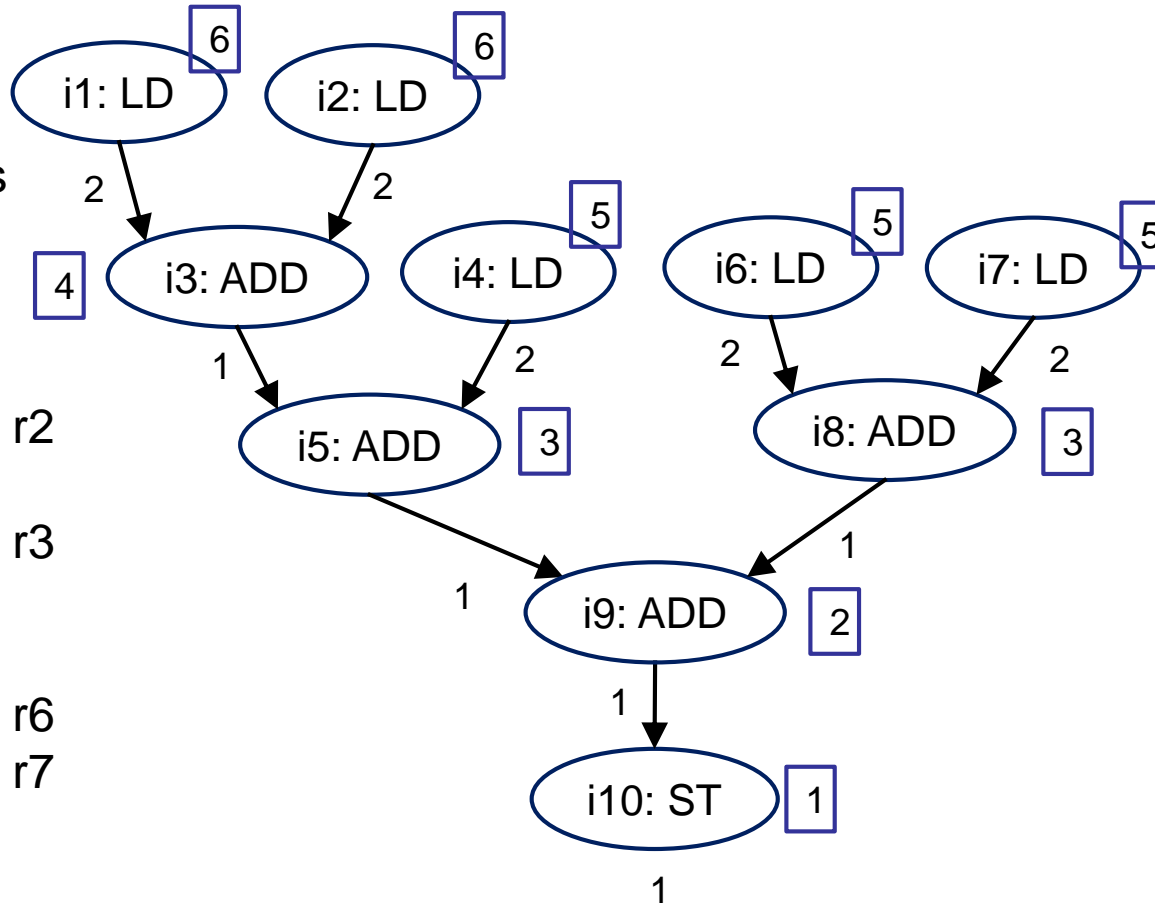 6 6
i1: LD i2: LD
s 2 2 5 5 5
4 i3: ADD i4: LD i6: LD i7: LD
1 2 2 2
r2 i5: ADD 3 i8: ADD 3
r3 1 1
i9: ADD 2
r6 1
r7 i10: ST 1
1